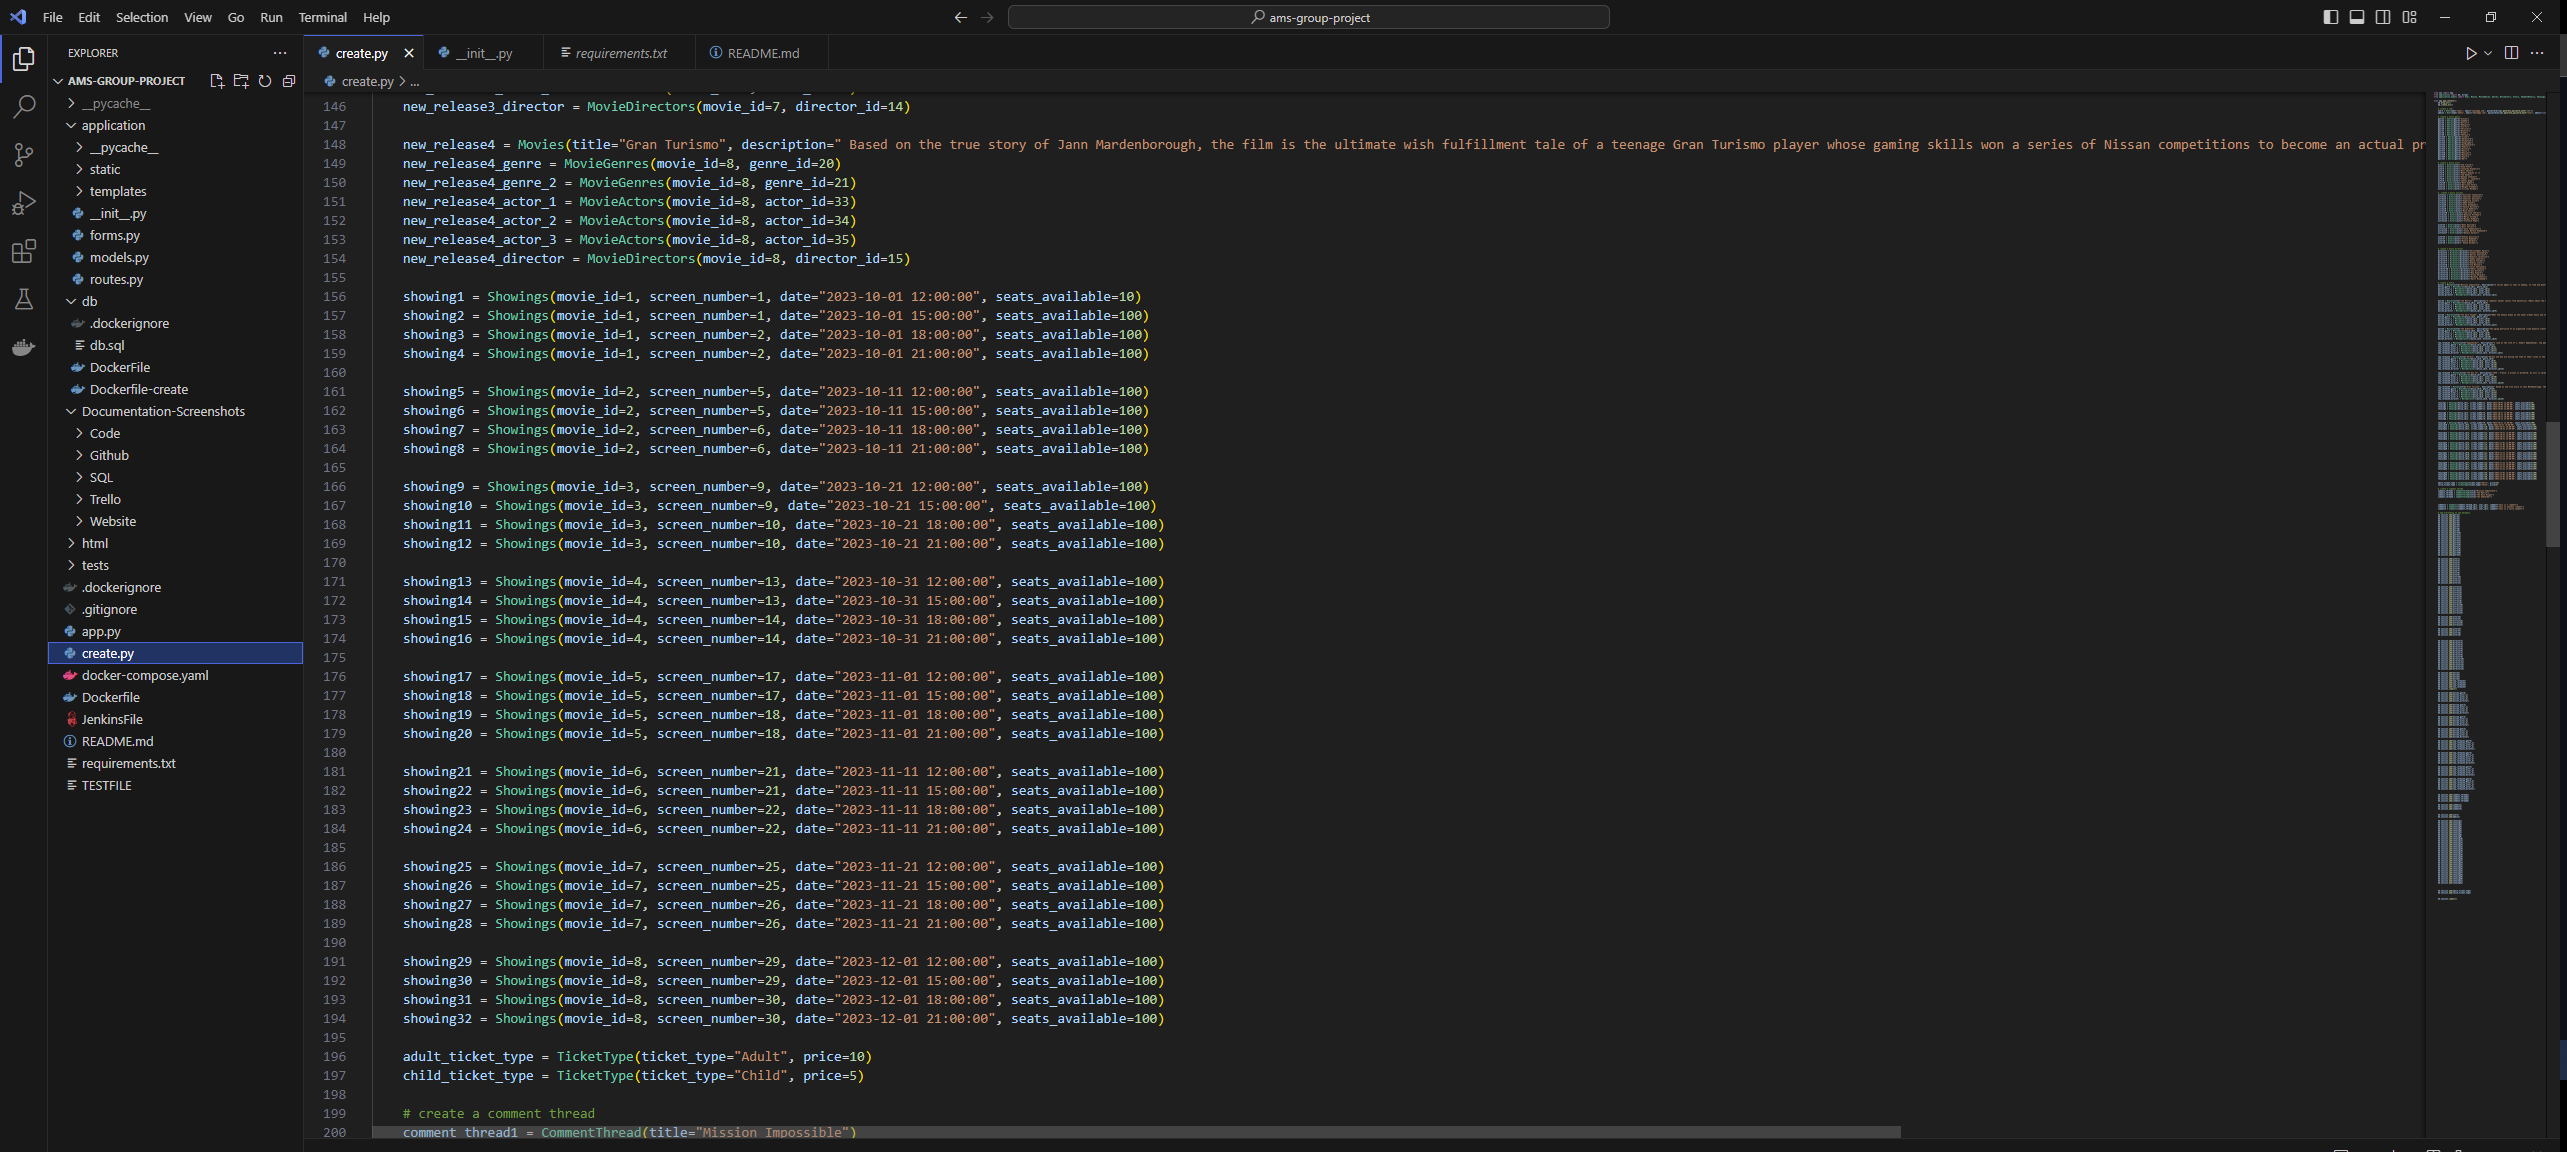 File Edit Selection View Go Run Terminal Help
ams-group-project
EXPLORER
AMS-GROUP-PROJECT
__pycache__
application
__pycache__
static
templates
__init__.py
forms.py
models.py
routes.py
db
.dockerignore
db.sql
DockerFile
Dockerfile-create
Documentation-Screenshots
Code
Github
SQL
Trello
Website
html
tests
.dockerignore
.gitignore
app.py
create.py
docker-compose.yaml
Dockerfile
JenkinsFile
README.md
requirements.txt
TESTFILE
create.py __init__.py requirements.txt README.md
create.py > ...
146 new_release3_director = MovieDirectors(movie_id=7, director_id=14)
147
148 new_release4 = Movies(title="Gran Turismo", description=" Based on the true story of Jann Mardenborough, the film is the ultimate wish fulfillment tale of a teenage Gran Turismo player whose gaming skills won a series of Nissan competitions to become an actual pr
149 new_release4_genre = MovieGenres(movie_id=8, genre_id=20)
150 new_release4_genre_2 = MovieGenres(movie_id=8, genre_id=21)
151 new_release4_actor_1 = MovieActors(movie_id=8, actor_id=33)
152 new_release4_actor_2 = MovieActors(movie_id=8, actor_id=34)
153 new_release4_actor_3 = MovieActors(movie_id=8, actor_id=35)
154 new_release4_director = MovieDirectors(movie_id=8, director_id=15)
155
156 showing1 = Showings(movie_id=1, screen_number=1, date="2023-10-01 12:00:00", seats_available=10)
157 showing2 = Showings(movie_id=1, screen_number=1, date="2023-10-01 15:00:00", seats_available=100)
158 showing3 = Showings(movie_id=1, screen_number=2, date="2023-10-01 18:00:00", seats_available=100)
159 showing4 = Showings(movie_id=1, screen_number=2, date="2023-10-01 21:00:00", seats_available=100)
160
161 showing5 = Showings(movie_id=2, screen_number=5, date="2023-10-11 12:00:00", seats_available=100)
162 showing6 = Showings(movie_id=2, screen_number=5, date="2023-10-11 15:00:00", seats_available=100)
163 showing7 = Showings(movie_id=2, screen_number=6, date="2023-10-11 18:00:00", seats_available=100)
164 showing8 = Showings(movie_id=2, screen_number=6, date="2023-10-11 21:00:00", seats_available=100)
165
166 showing9 = Showings(movie_id=3, screen_number=9, date="2023-10-21 12:00:00", seats_available=100)
167 showing10 = Showings(movie_id=3, screen_number=9, date="2023-10-21 15:00:00", seats_available=100)
168 showing11 = Showings(movie_id=3, screen_number=10, date="2023-10-21 18:00:00", seats_available=100)
169 showing12 = Showings(movie_id=3, screen_number=10, date="2023-10-21 21:00:00", seats_available=100)
170
171 showing13 = Showings(movie_id=4, screen_number=13, date="2023-10-31 12:00:00", seats_available=100)
172 showing14 = Showings(movie_id=4, screen_number=13, date="2023-10-31 15:00:00", seats_available=100)
173 showing15 = Showings(movie_id=4, screen_number=14, date="2023-10-31 18:00:00", seats_available=100)
174 showing16 = Showings(movie_id=4, screen_number=14, date="2023-10-31 21:00:00", seats_available=100)
175
176 showing17 = Showings(movie_id=5, screen_number=17, date="2023-11-01 12:00:00", seats_available=100)
177 showing18 = Showings(movie_id=5, screen_number=17, date="2023-11-01 15:00:00", seats_available=100)
178 showing19 = Showings(movie_id=5, screen_number=18, date="2023-11-01 18:00:00", seats_available=100)
179 showing20 = Showings(movie_id=5, screen_number=18, date="2023-11-01 21:00:00", seats_available=100)
180
181 showing21 = Showings(movie_id=6, screen_number=21, date="2023-11-11 12:00:00", seats_available=100)
182 showing22 = Showings(movie_id=6, screen_number=21, date="2023-11-11 15:00:00", seats_available=100)
183 showing23 = Showings(movie_id=6, screen_number=22, date="2023-11-11 18:00:00", seats_available=100)
184 showing24 = Showings(movie_id=6, screen_number=22, date="2023-11-11 21:00:00", seats_available=100)
185
186 showing25 = Showings(movie_id=7, screen_number=25, date="2023-11-21 12:00:00", seats_available=100)
187 showing26 = Showings(movie_id=7, screen_number=25, date="2023-11-21 15:00:00", seats_available=100)
188 showing27 = Showings(movie_id=7, screen_number=26, date="2023-11-21 18:00:00", seats_available=100)
189 showing28 = Showings(movie_id=7, screen_number=26, date="2023-11-21 21:00:00", seats_available=100)
190
191 showing29 = Showings(movie_id=8, screen_number=29, date="2023-12-01 12:00:00", seats_available=100)
192 showing30 = Showings(movie_id=8, screen_number=29, date="2023-12-01 15:00:00", seats_available=100)
193 showing31 = Showings(movie_id=8, screen_number=30, date="2023-12-01 18:00:00", seats_available=100)
194 showing32 = Showings(movie_id=8, screen_number=30, date="2023-12-01 21:00:00", seats_available=100)
195
196 adult_ticket_type = TicketType(ticket_type="Adult", price=10)
197 child_ticket_type = TicketType(ticket_type="Child", price=5)
198
199 # create a comment thread
200 comment_thread1 = CommentThread(title="Mission Impossible")